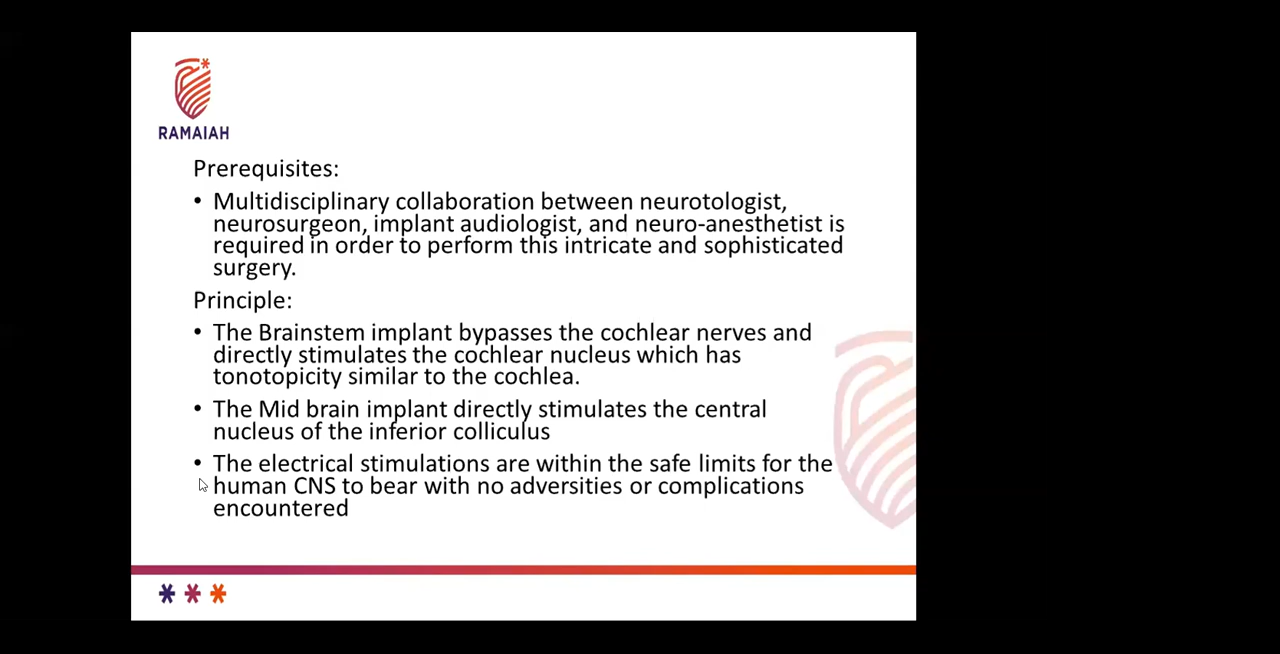 RAMAIAH
Prerequisites:
• Multidisciplinary collaboration between neurotologist,
neurosurgeon, implant audiologist, and neuro-anesthetist is
required in order to perform this intricate and sophisticated
surgery.
Principle:
• The Brainstem implant bypasses the cochlear nerves and
directly stimulates the cochlear nucleus which has
tonotopicity similar to the cochlea.
• The Mid brain implant directly stimulates the central
nucleus of the inferior colliculus
• The electrical stimulations are within the safe limits for the
human CNS to bear with no adversities or complications
encountered